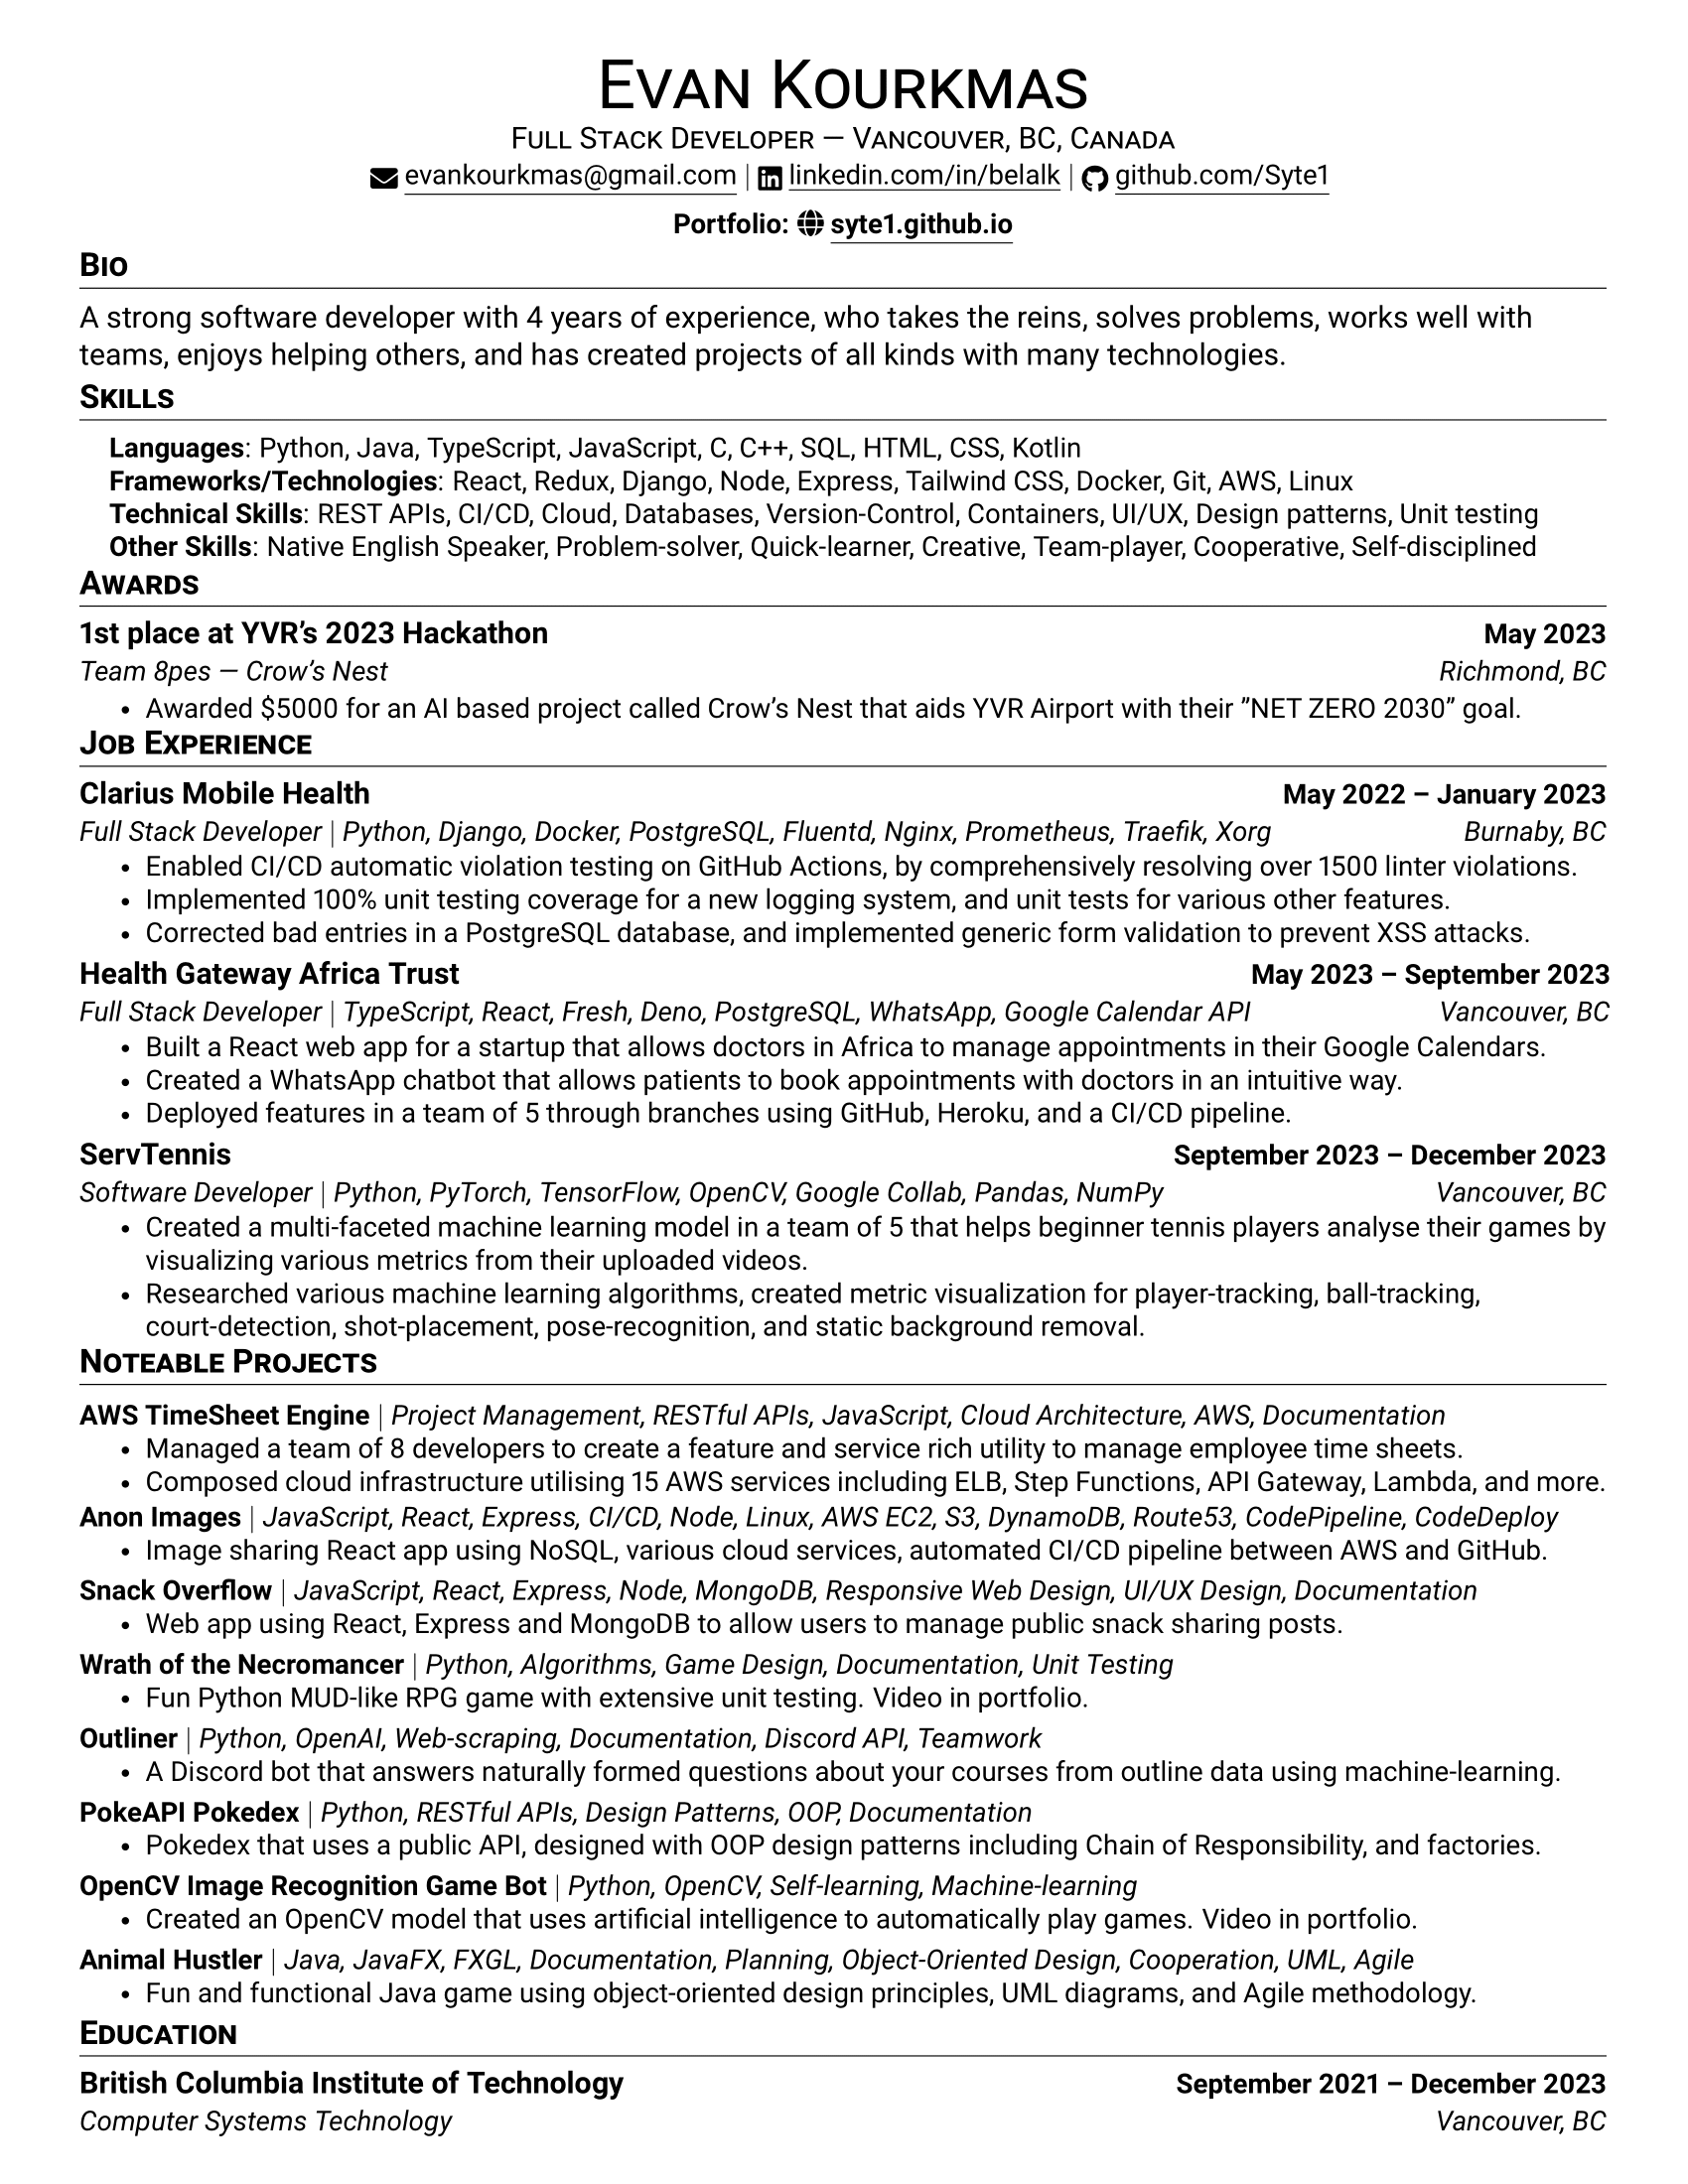 Evan Kourkmas
Full Stack Developer — Vancouver, BC, Canada
evankourkmas@gmail.com | linkedin.com/in/belalk | github.com/Syte1
Portfolio: syte1.github.io
Bio
A strong software developer with 4 years of experience, who takes the reins, solves problems, works well with
teams, enjoys helping others, and has created projects of all kinds with many technologies.
Skills
Languages: Python, Java, TypeScript, JavaScript, C, C++, SQL, HTML, CSS, Kotlin
Frameworks/Technologies: React, Redux, Django, Node, Express, Tailwind CSS, Docker, Git, AWS, Linux
Technical Skills: REST APIs, CI/CD, Cloud, Databases, Version-Control, Containers, UI/UX, Design patterns, Unit testing
Other Skills: Native English Speaker, Problem-solver, Quick-learner, Creative, Team-player, Cooperative, Self-disciplined
Awards
1st place at YVR's 2023 Hackathon May 2023
Team 8pes — Crow's Nest Richmond, BC
• Awarded $5000 for an AI based project called Crow's Nest that aids YVR Airport with their ”NET ZERO 2030” goal.
Job Experience
Clarius Mobile Health May 2022 – January 2023
Full Stack Developer | Python, Django, Docker, PostgreSQL, Fluentd, Nginx, Prometheus, Traefik, Xorg Burnaby, BC
• Enabled CI/CD automatic violation testing on GitHub Actions, by comprehensively resolving over 1500 linter violations.
• Implemented 100% unit testing coverage for a new logging system, and unit tests for various other features.
• Corrected bad entries in a PostgreSQL database, and implemented generic form validation to prevent XSS attacks.
Health Gateway Africa Trust May 2023 – September 2023
Full Stack Developer | TypeScript, React, Fresh, Deno, PostgreSQL, WhatsApp, Google Calendar API Vancouver, BC
• Built a React web app for a startup that allows doctors in Africa to manage appointments in their Google Calendars.
• Created a WhatsApp chatbot that allows patients to book appointments with doctors in an intuitive way.
• Deployed features in a team of 5 through branches using GitHub, Heroku, and a CI/CD pipeline.
ServTennis September 2023 – December 2023
Software Developer | Python, PyTorch, TensorFlow, OpenCV, Google Collab, Pandas, NumPy Vancouver, BC
• Created a multi-faceted machine learning model in a team of 5 that helps beginner tennis players analyse their games by
visualizing various metrics from their uploaded videos.
• Researched various machine learning algorithms, created metric visualization for player-tracking, ball-tracking,
court-detection, shot-placement, pose-recognition, and static background removal.
Noteable Projects
AWS TimeSheet Engine | Project Management, RESTful APIs, JavaScript, Cloud Architecture, AWS, Documentation
• Managed a team of 8 developers to create a feature and service rich utility to manage employee time sheets.
• Composed cloud infrastructure utilising 15 AWS services including ELB, Step Functions, API Gateway, Lambda, and more.
Anon Images | JavaScript, React, Express, CI/CD, Node, Linux, AWS EC2, S3, DynamoDB, Route53, CodePipeline, CodeDeploy
• Image sharing React app using NoSQL, various cloud services, automated CI/CD pipeline between AWS and GitHub.
Snack Overflow | JavaScript, React, Express, Node, MongoDB, Responsive Web Design, UI/UX Design, Documentation
• Web app using React, Express and MongoDB to allow users to manage public snack sharing posts.
Wrath of the Necromancer | Python, Algorithms, Game Design, Documentation, Unit Testing
• Fun Python MUD-like RPG game with extensive unit testing. Video in portfolio.
Outliner | Python, OpenAI, Web-scraping, Documentation, Discord API, Teamwork
• A Discord bot that answers naturally formed questions about your courses from outline data using machine-learning.
PokeAPI Pokedex | Python, RESTful APIs, Design Patterns, OOP, Documentation
• Pokedex that uses a public API, designed with OOP design patterns including Chain of Responsibility, and factories.
OpenCV Image Recognition Game Bot | Python, OpenCV, Self-learning, Machine-learning
• Created an OpenCV model that uses artificial intelligence to automatically play games. Video in portfolio.
Animal Hustler | Java, JavaFX, FXGL, Documentation, Planning, Object-Oriented Design, Cooperation, UML, Agile
• Fun and functional Java game using object-oriented design principles, UML diagrams, and Agile methodology.
Education
British Columbia Institute of Technology September 2021 – December 2023
Computer Systems Technology Vancouver, BC